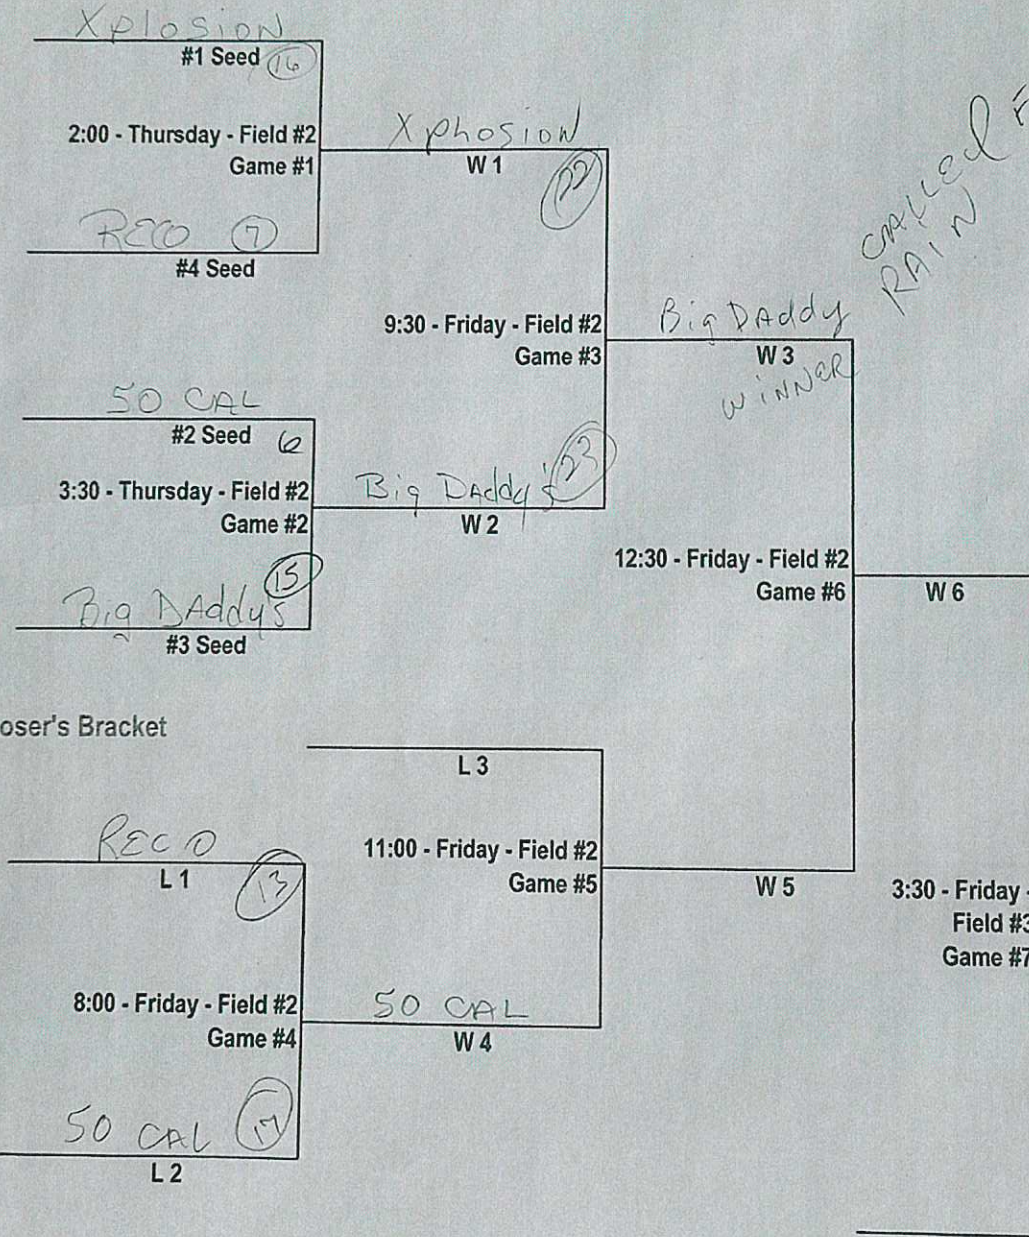 Xplosion
#1 Seed 16
2:00 - Thursday - Field #2
Game #1
RECO 7
#4 Seed
Xphosion
W 1
22
CALLED
RAIN
9:30 - Friday - Field #2
Game #3
Big DAddy
W 3
WINNER
50 CAL
#2 Seed 6
3:30 - Thursday - Field #2
Game #2
Big DAddy's 23
W 2
Big DAddy's 15
#3 Seed
12:30 - Friday - Field #2
Game #6
W 6
oser's Bracket
L 3
RECO
L 1
13
11:00 - Friday - Field #2
Game #5
W 5
3:30 - Friday -
Field #3
Game #7
8:00 - Friday - Field #2
Game #4
50 CAL
W 4
50 CAL 17
L 2